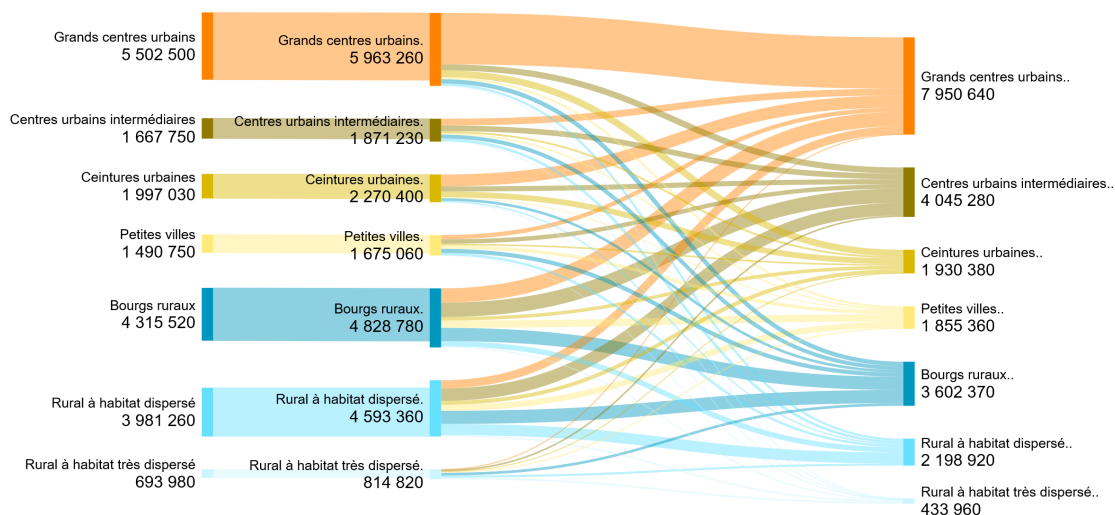 Grands centres urbains
5 502 500
Centres urbains intermédiaires
1 667 750
Ceintures urbaines
1 997 030
Petites villes
1 490 750
Bourgs ruraux
4 315 520
Rural à habitat dispersé
3 981 260
Rural à habitat très dispersé
693 980
Grands centres urbains.
5 963 260
Centres urbains intermédiaires.
1 871 230
Ceintures urbaines.
2 270 400
Petites villes.
1 675 060
Bourgs ruraux.
4 828 780
Rural à habitat dispersé.
4 593 360
Rural à habitat très dispersé.
814 820
Grands centres urbains..
7 950 640
Centres urbains intermédiaires..
4 045 280
Ceintures urbaines..
1 930 380
Petites villes..
1 855 360
Bourgs ruraux..
3 602 370
Rural à habitat dispersé..
2 198 920
Rural à habitat très dispersé..
433 960